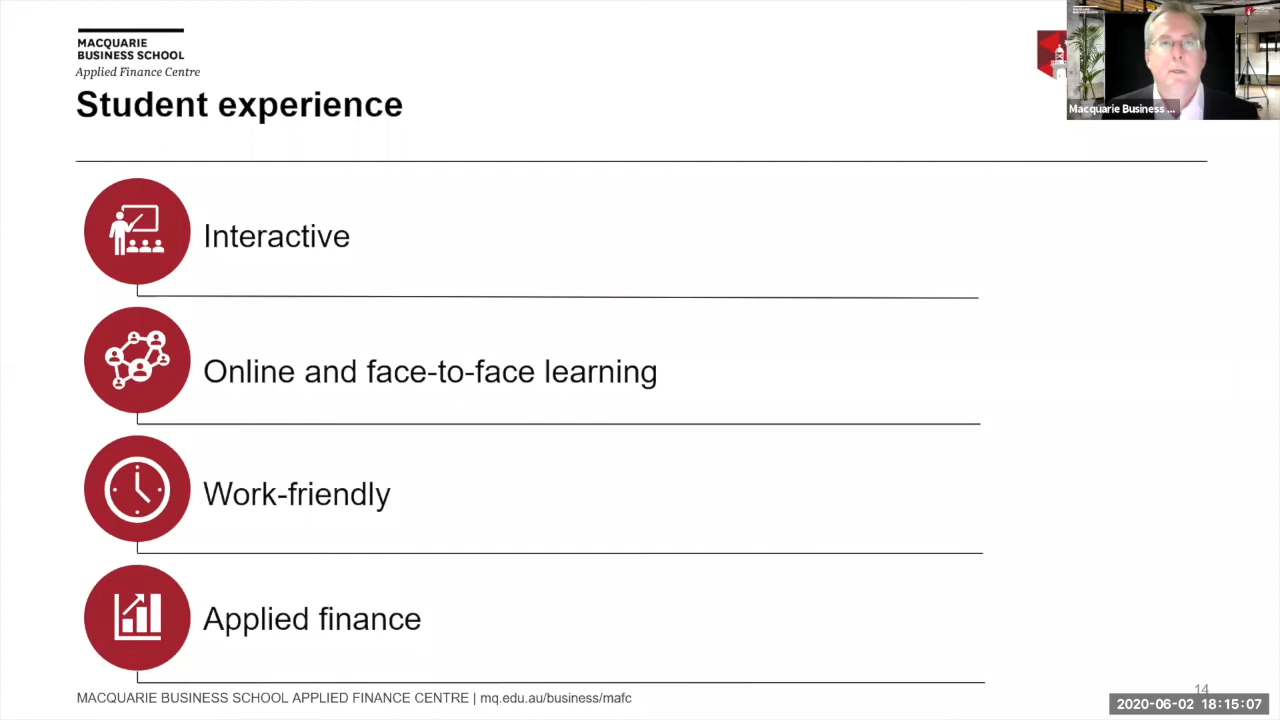 MACQUARIE
BUSINESS SCHOOL
Applied Finance Centre
Student experience
Macquarie Business ...
Interactive
Online and face-to-face learning
Work-friendly
Applied finance
MACQUARIE BUSINESS SCHOOL APPLIED FINANCE CENTRE | mq.edu.au/business/mafc
14
2020-06-02 18:15:07